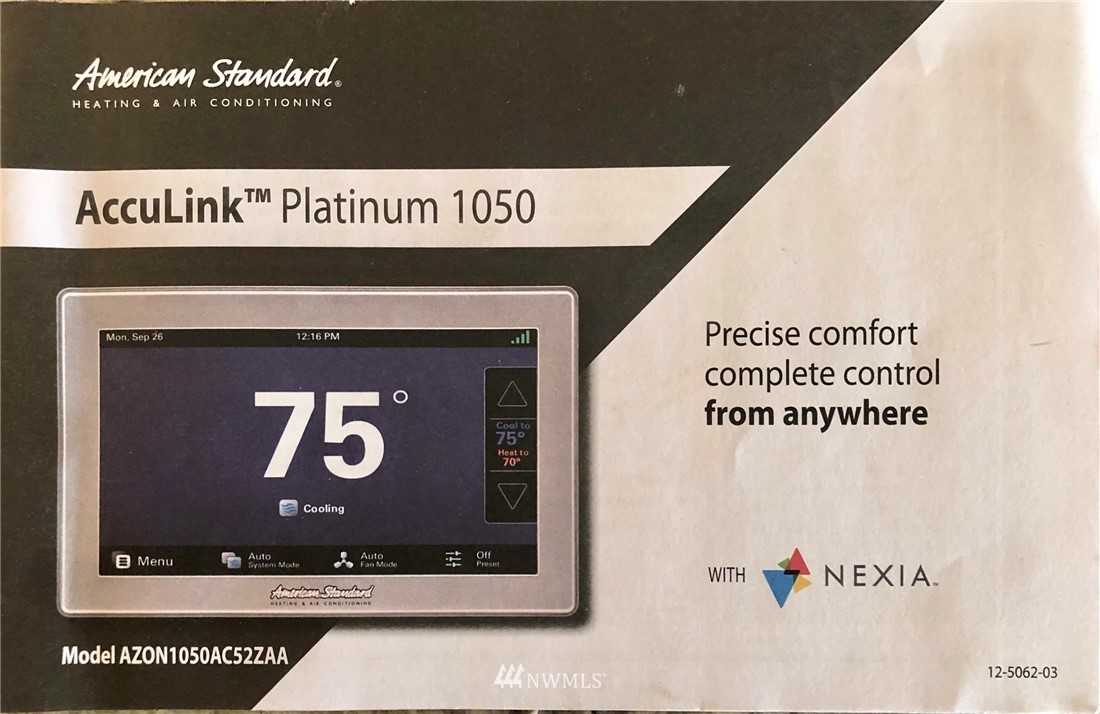 American Standard®
HEATING & AIR CONDITIONING
AccuLink™ Platinum 1050
Mon, Sep 26
12:16 PM
75°
Cool to
75°
Heat to
70°
Cooling
Menu
Auto
System Mode
Auto
Fan Mode
Off
Preset
American Standard
HEATING & AIR CONDITIONING
Precise comfort
complete control
from anywhere
WITH NEXIA™
Model AZON1050AC52ZAA
12-5062-03
NWMLS